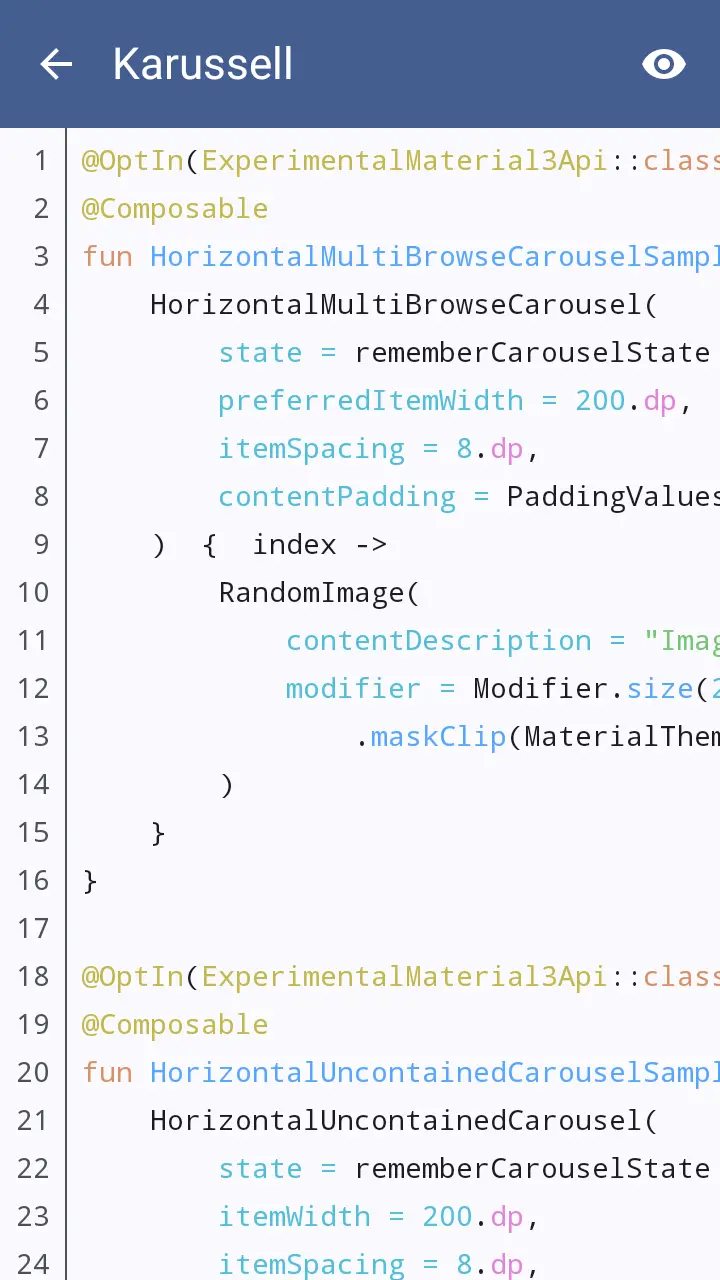 Karussell
1 @OptIn(ExperimentalMaterial3Api::class
2 @Composable
3 fun HorizontalMultiBrowseCarouselSampl
4 HorizontalMultiBrowseCarousel(
5 state = rememberCarouselState
6 preferredItemWidth = 200.dp,
7 itemSpacing = 8.dp,
8 contentPadding = PaddingValues
9 ) { index ->
10 RandomImage(
11 contentDescription = "Imag
12 modifier = Modifier.size(2
13 .maskClip(MaterialThem
14 )
15 }
16 }
17
18 @OptIn(ExperimentalMaterial3Api::class
19 @Composable
20 fun HorizontalUncontainedCarouselSampl
21 HorizontalUncontainedCarousel(
22 state = rememberCarouselState
23 itemWidth = 200.dp,
24 itemSpacing = 8.dp,